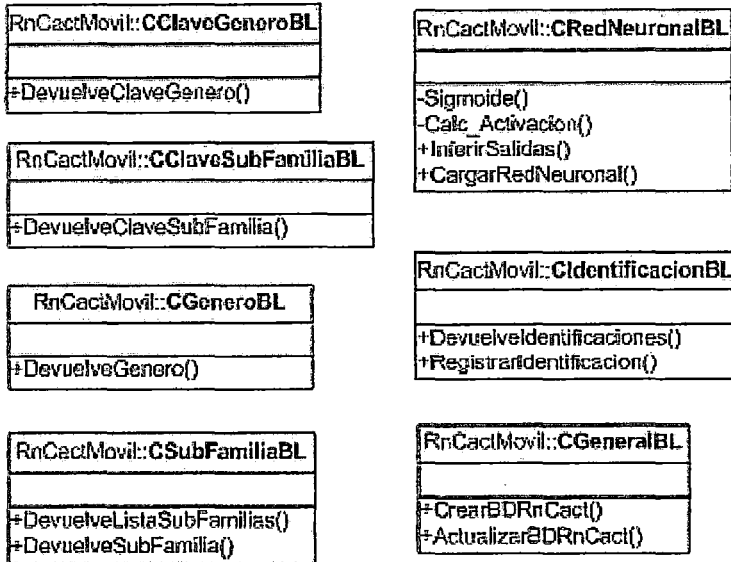 RnCactMovil::CClaveGeneroBL
+DevuelveClaveGenero()
RnCactMovil::CClaveSubFamiliaBL
+DevuelveClaveSubFamilia()
RnCactMovil::CGeneroBL
+DevuelveGenero()
RnCactMovil::CSubFamiliaBL
+DevuelveListaSubFamilias()
+DevuelveSubFamilia()
RnCactMovil::CRedNeuronalBL
-Sigmoide()
-Calc_Activacion()
+InferirSalidas()
+CargarRedNeuronal()
RnCactMovil::CIdentificacionBL
+DevuelveIdentificaciones()
+RegistrarIdentificacion()
RnCactMovil::CGeneralBL
+CrearBDRnCact()
+ActualizarBDRnCact()